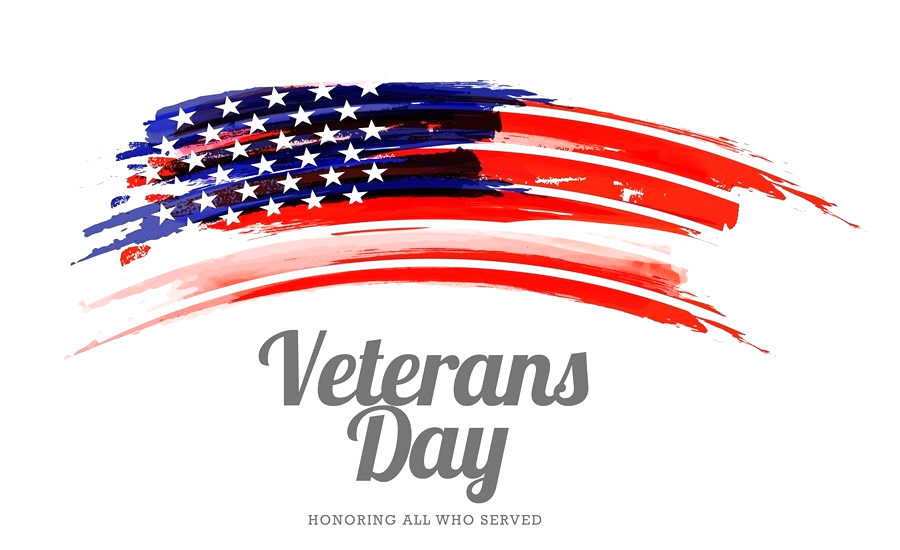 Veterans
Day
HONORING ALL WHO SERVED